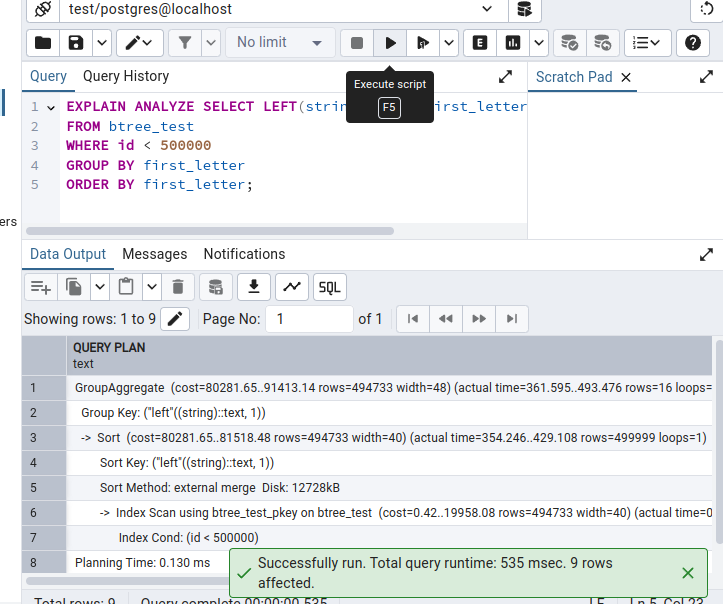 test/postgres@localhost
No limit
E
Query
Query History
Execute script
F5
Scratch Pad
1 EXPLAIN ANALYZE SELECT LEFT(strin irst_letter
2 FROM btree_test
3 WHERE id < 500000
4 GROUP BY first_letter
5 ORDER BY first_letter;
ers
Data Output
Messages
Notifications
SQL
Showing rows: 1 to 9
Page No:
1
of 1
QUERY PLAN
text
1 GroupAggregate (cost=80281.65..91413.14 rows=494733 width=48) (actual time=361.595..493.476 rows=16 loops=
2 Group Key: ("left"((string)::text, 1))
3 -> Sort (cost=80281.65..81518.48 rows=494733 width=40) (actual time=354.246..429.108 rows=499999 loops=1)
4 Sort Key: ("left"((string)::text, 1))
5 Sort Method: external merge Disk: 12728kB
6 -> Index Scan using btree_test_pkey on btree_test (cost=0.42..19958.08 rows=494733 width=40) (actual time=0
7 Index Cond: (id < 500000)
8 Planning Time: 0.130 ms
Successfully run. Total query runtime: 535 msec. 9 rows
affected.
Total rows: 9
Query complete 00:00:00.535
LF
Ln 5, Col 23